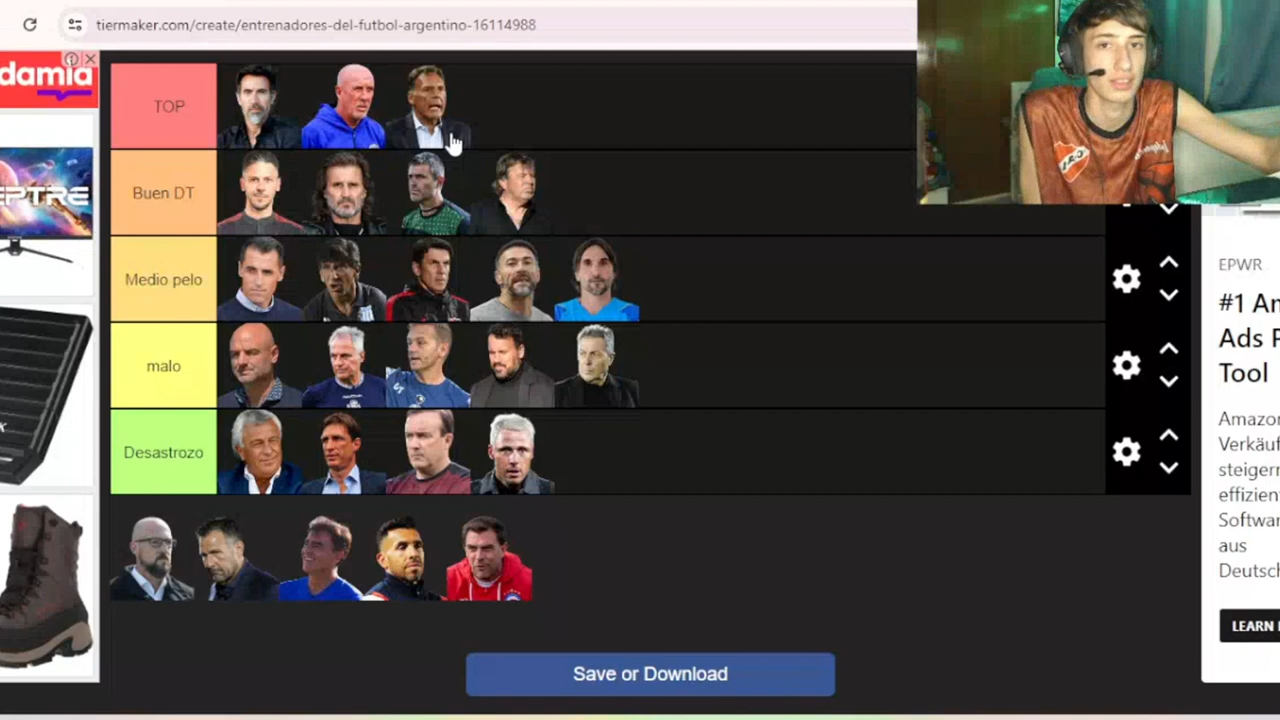 tiermaker.com/create/entrenadores-del-futbol-argentino-16114988
damia
TOP
Buen DT
Medio pelo
malo
Desastrozo
EPTRE
EPWR
#1 Am
Ads P
Tool
Amazon
Verkäuf
steigern
effizien
Softwar
aus
Deutsch
LEARN
Save or Download